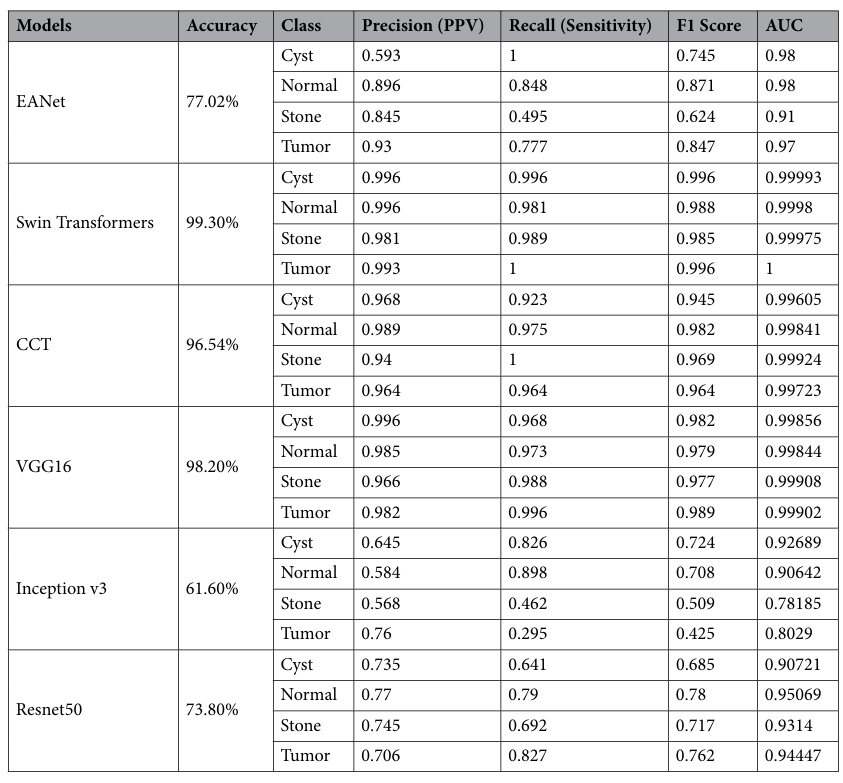 Models Accuracy Class Precision (PPV) Recall (Sensitivity) F1 Score AUC
EANet 77.02% Cyst 0.593 1 0.745 0.98
Normal 0.896 0.848 0.871 0.98
Stone 0.845 0.495 0.624 0.91
Tumor 0.93 0.777 0.847 0.97
Swin Transformers 99.30% Cyst 0.996 0.996 0.996 0.99993
Normal 0.996 0.981 0.988 0.9998
Stone 0.981 0.989 0.985 0.99975
Tumor 0.993 1 0.996 1
CCT 96.54% Cyst 0.968 0.923 0.945 0.99605
Normal 0.989 0.975 0.982 0.99841
Stone 0.94 1 0.969 0.99924
Tumor 0.964 0.964 0.964 0.99723
VGG16 98.20% Cyst 0.996 0.968 0.982 0.99856
Normal 0.985 0.973 0.979 0.99844
Stone 0.966 0.988 0.977 0.99908
Tumor 0.982 0.996 0.989 0.99902
Inception v3 61.60% Cyst 0.645 0.826 0.724 0.92689
Normal 0.584 0.898 0.708 0.90642
Stone 0.568 0.462 0.509 0.78185
Tumor 0.76 0.295 0.425 0.8029
Resnet50 73.80% Cyst 0.735 0.641 0.685 0.90721
Normal 0.77 0.79 0.78 0.95069
Stone 0.745 0.692 0.717 0.9314
Tumor 0.706 0.827 0.762 0.94447